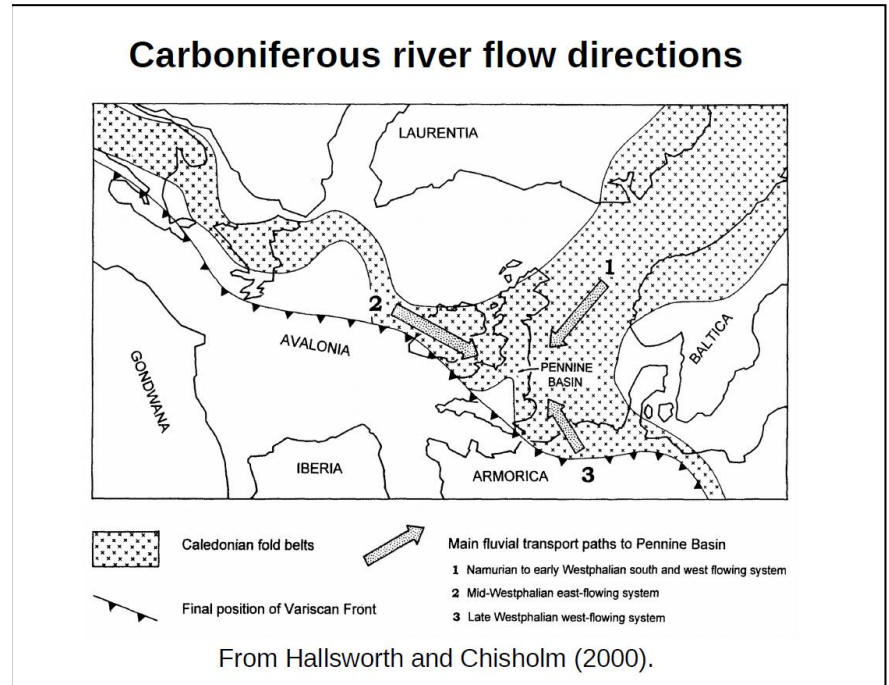 Carboniferous river flow directions
LAURENTIA
1
2
AVALONIA
GONDWANA
PENNINE
BASIN
BALTICA
IBERIA
ARMORICA
3
Caledonian fold belts
Main fluvial transport paths to Pennine Basin
1 Namurian to early Westphalian south and west flowing system
2 Mid-Westphalian east-flowing system
Final position of Variscan Front
3 Late Westphalian west-flowing system
From Hallsworth and Chisholm (2000).